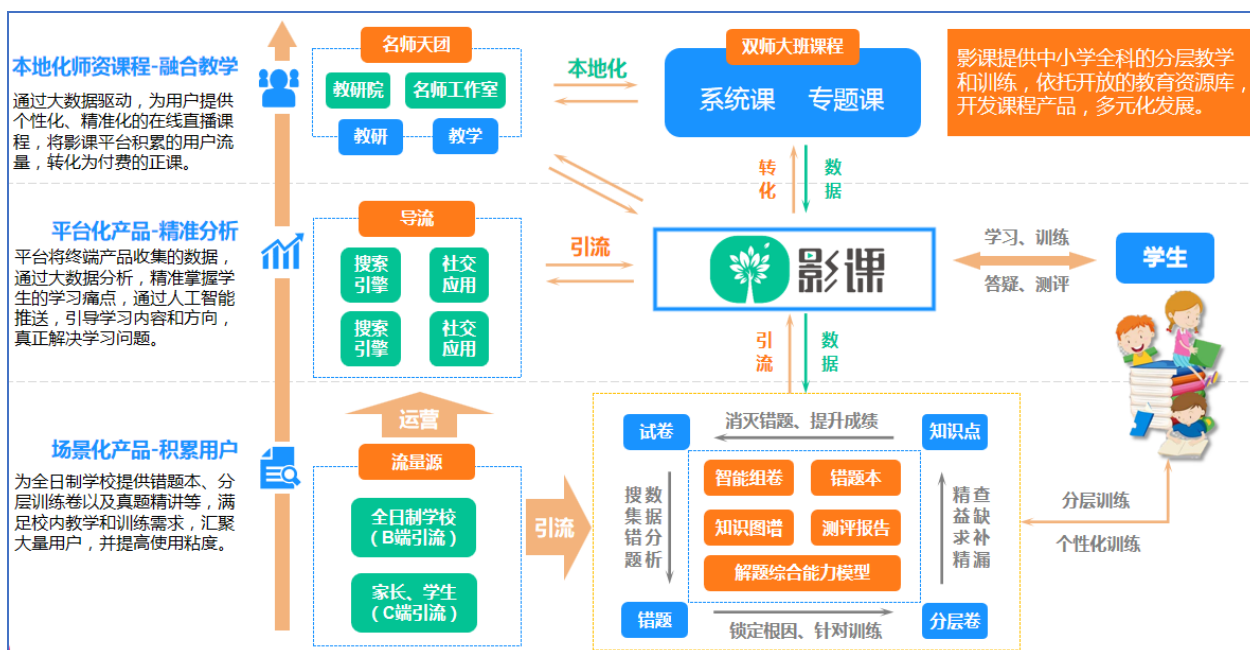 本地化师资课程-融合教学
通过大数据驱动，为用户提供
个性化、精准化的在线直播课
程，将影课平台积累的用户流
量，转化为付费的正课。
名师天团
教研院
名师工作室
教研
教学
本地化
双师大班课程
系统课
专题课
影课提供中小学全科的分层教学
和训练，依托开放的教育资源库，
开发课程产品，多元化发展。
转化
数据
平台化产品-精准分析
平台将终端产品收集的数据，
通过大数据分析，精准掌握学
生的学习痛点，通过人工智能
推送，引导学习内容和方向，
真正解决学习问题。
导流
搜索
引擎
社交
应用
搜索
引擎
社交
应用
引流
影课
学习、训练
答疑、测评
学生
引流
数据
场景化产品-积累用户
为全日制学校提供错题本、分
层训练卷以及真题精讲等，满
足校内教学和训练需求，汇聚
大量用户，并提高使用粘度。
运营
流量源
全日制学校
（B端引流）
家长、学生
（C端引流）
引流
试卷
消灭错题、提升成绩
知识点
搜集错题
数据分析
智能组卷
错题本
知识图谱
测评报告
解题综合能力模型
精益求精
查缺补漏
错题
锁定根因、针对训练
分层卷
分层训练
个性化训练